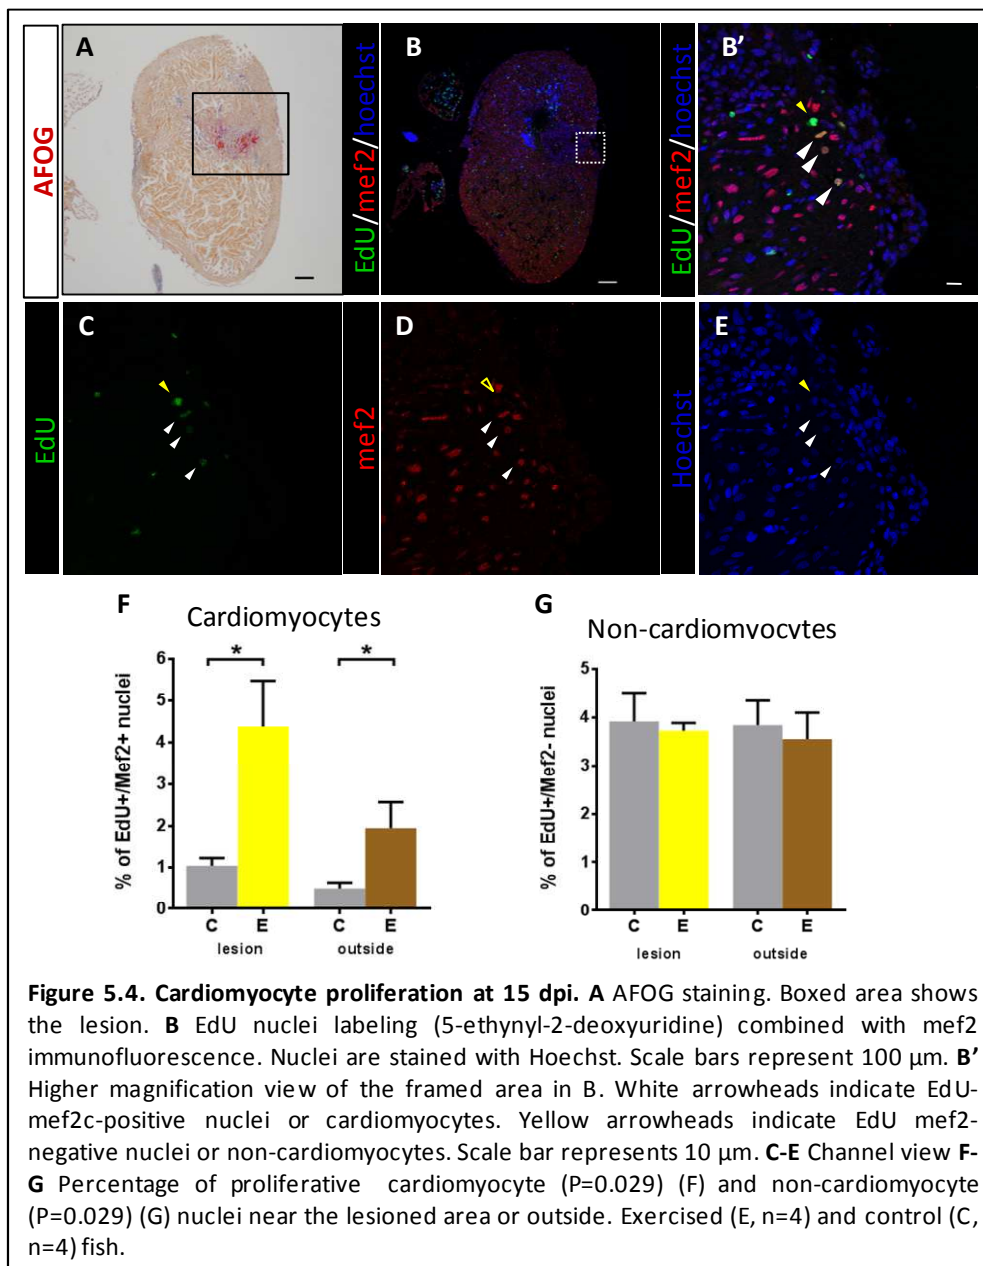 AFOG
A
EdU/mef2/hoechst
B
EdU/mef2/hoechst
B’
EdU
C
mef2
D
Hoechst
E
F
Cardiomyocytes
% of EdU+/Mef2+ nuclei
6
5
4
3
2
1
0
*
*
C E C E
lesion outside
G
Non-cardiomyocytes
% of EdU+/Mef2- nuclei
5
4
3
2
1
0
C E C E
lesion outside
Figure 5.4. Cardiomyocyte proliferation at 15 dpi. A AFOG staining. Boxed area shows
the lesion. B EdU nuclei labeling (5-ethynyl-2-deoxyuridine) combined with mef2
immunofluorescence. Nuclei are stained with Hoechst. Scale bars represent 100 µm. B’
Higher magnification view of the framed area in B. White arrowheads indicate EdU-
mef2c-positive nuclei or cardiomyocytes. Yellow arrowheads indicate EdU mef2-
negative nuclei or non-cardiomyocytes. Scale bar represents 10 µm. C-E Channel view F-
G Percentage of proliferative cardiomyocyte (P=0.029) (F) and non-cardiomyocyte
(P=0.029) (G) nuclei near the lesioned area or outside. Exercised (E, n=4) and control (C,
n=4) fish.